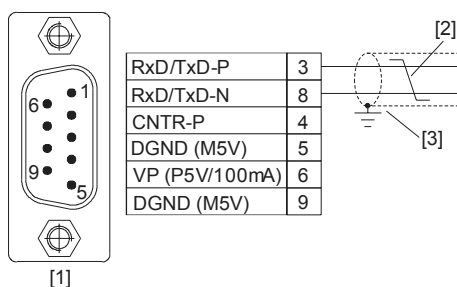 [2]
RxD/TxD-P 3
RxD/TxD-N 8
CNTR-P 4
DGND (M5V) 5
VP (P5V/100mA) 6
DGND (M5V) 9
[3]
1
6
9
5
[1]